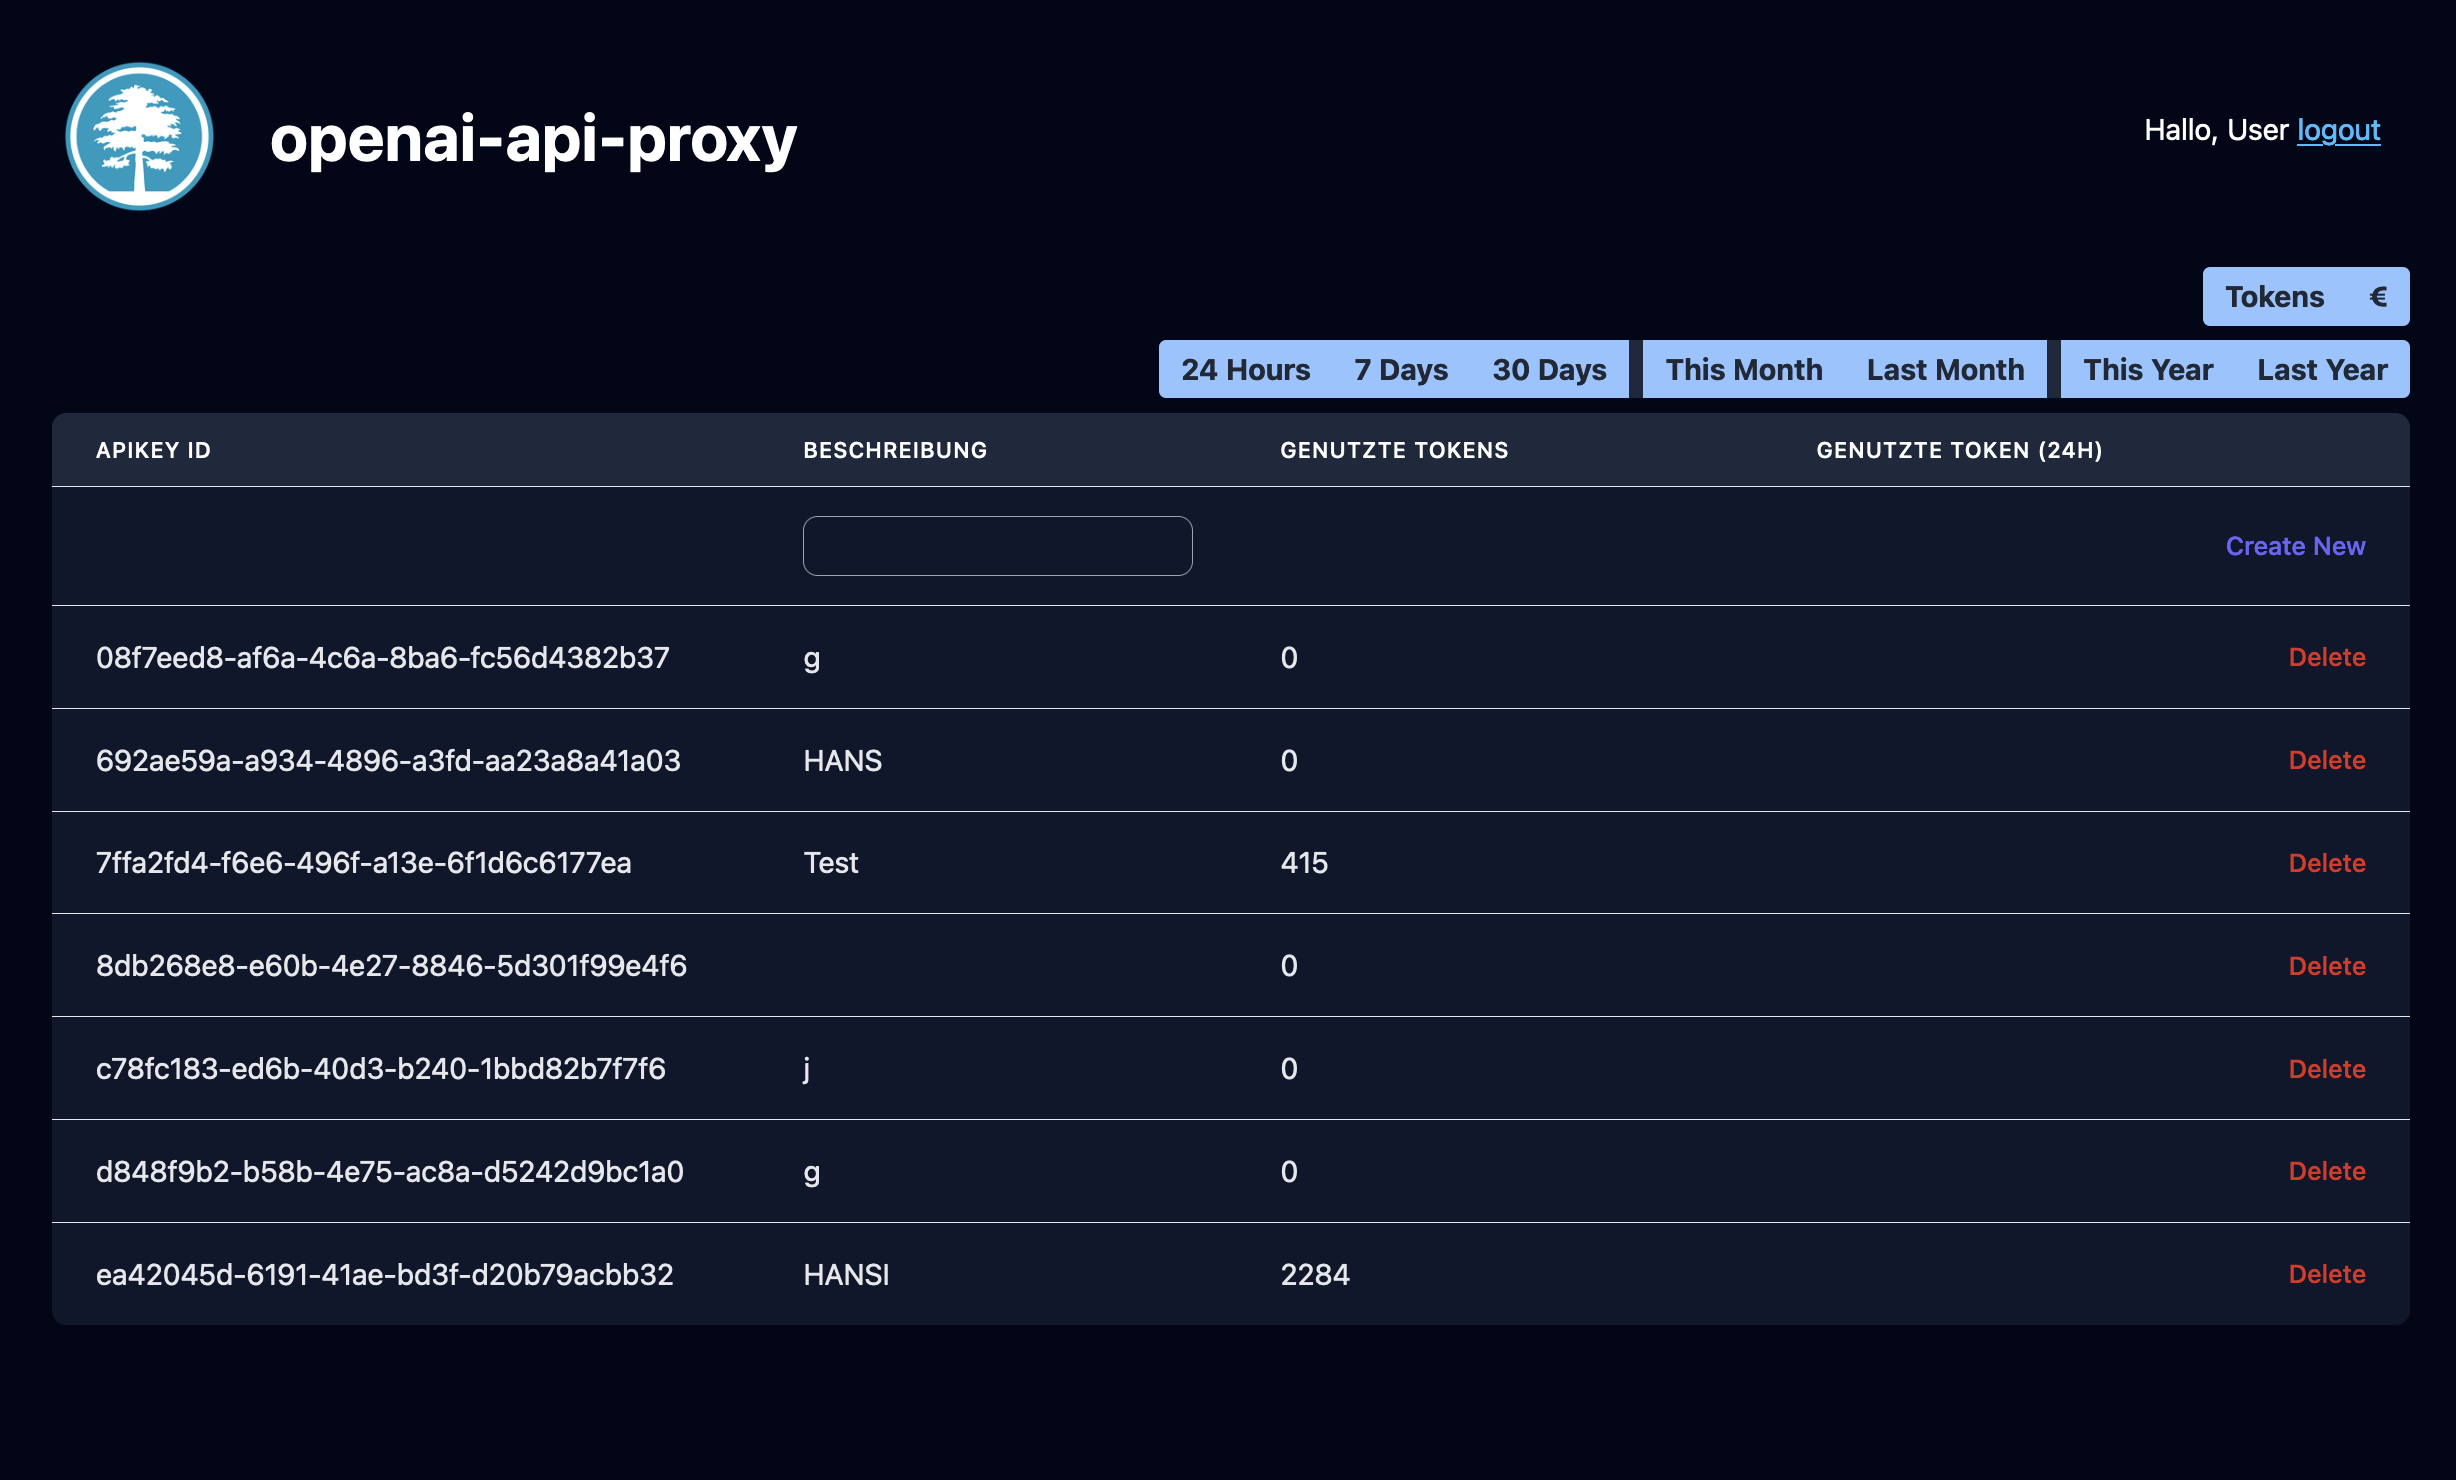 openai-api-proxy
Hallo, User logout
Tokens €
24 Hours 7 Days 30 Days This Month Last Month This Year Last Year
APIKEY ID BESCHREIBUNG GENUTZTE TOKENS GENUTZTE TOKEN (24H)
Create New
08f7eed8-af6a-4c6a-8ba6-fc56d4382b37 g 0 Delete
692ae59a-a934-4896-a3fd-aa23a8a41a03 HANS 0 Delete
7ffa2fd4-f6e6-496f-a13e-6f1d6c6177ea Test 415 Delete
8db268e8-e60b-4e27-8846-5d301f99e4f6 0 Delete
c78fc183-ed6b-40d3-b240-1bbd82b7f7f6 j 0 Delete
d848f9b2-b58b-4e75-ac8a-d5242d9bc1a0 g 0 Delete
ea42045d-6191-41ae-bd3f-d20b79acbb32 HANSI 2284 Delete